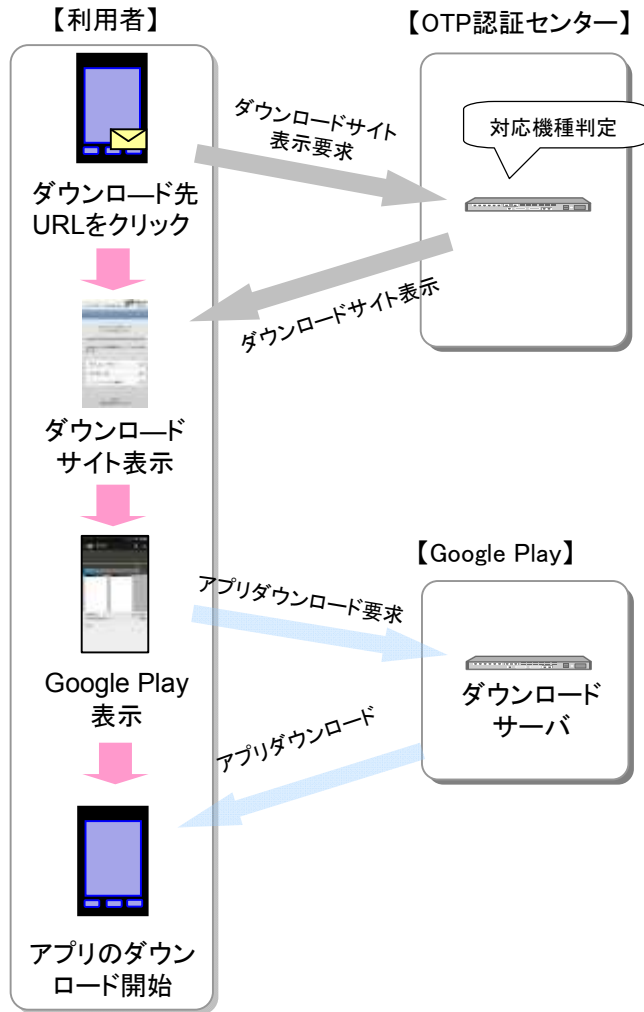 【利用者】
【OTP認証センター】
ダウンロードサイト
表示要求
対応機種判定
ダウンロ―ド先
URLをクリック
ダウンロードサイト表示
ダウンロ―ド
サイト表示
【Google Play】
アプリダウンロード要求
Google Play
表示
ダウンロード
サーバ
アプリダウンロード
アプリのダウン
ロード開始